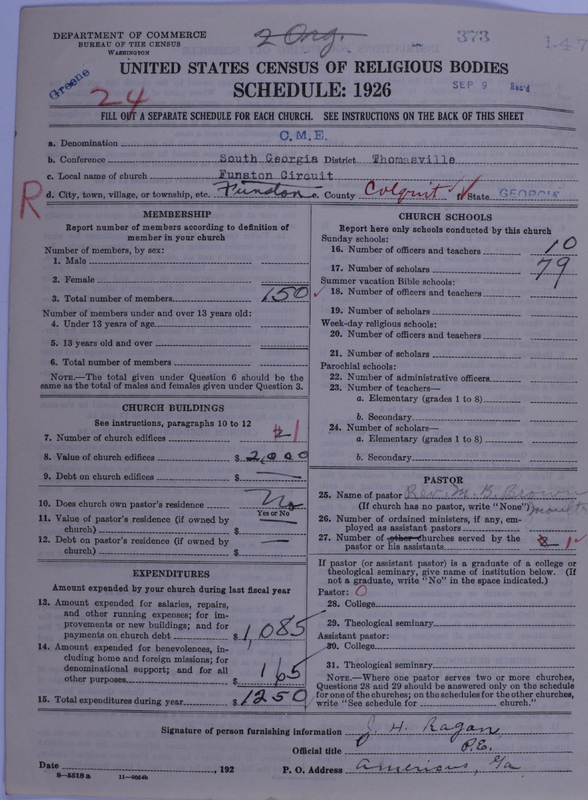 DEPARTMENT OF COMMERCE
BUREAU OF THE CENSUS
WASHINGTON
2 Org.
373
1-47
Greene
24
UNITED STATES CENSUS OF RELIGIOUS BODIES
SCHEDULE: 1926
SEP 9 Rec'd
FILL OUT A SEPARATE SCHEDULE FOR EACH CHURCH. SEE INSTRUCTIONS ON THE BACK OF THIS SHEET
a. Denomination C.M.E.
b. Conference South Georgia District Thomasville
c. Local name of church Funston Circuit
R
d. City, town, village, or township, etc. Funston e. County Colquit f. State GEORGIA
MEMBERSHIP
Report number of members according to definition of
member in your church
Number of members, by sex:
1. Male
2. Female
3. Total number of members 150
Number of members under and over 13 years old:
4. Under 13 years of age
5. 13 years old and over
6. Total number of members
NOTE.—The total given under Question 6 should be the
same as the total of males and females given under Question 3.
CHURCH BUILDINGS
See instructions, paragraphs 10 to 12
7. Number of church edifices 1
8. Value of church edifices $ 2,000
9. Debt on church edifices $ —
10. Does church own pastor's residence No
Yes or No
11. Value of pastor's residence (if owned by
church) $
12. Debt on pastor's residence (if owned by
church) $ —
EXPENDITURES
Amount expended by your church during last fiscal year
13. Amount expended for salaries, repairs,
and other running expenses; for im-
provements or new buildings; and for
payments on church debt $ 1,085
14. Amount expended for benevolences, in-
cluding home and foreign missions; for
denominational support; and for all
other purposes $ 165
15. Total expenditures during year $ 1250
CHURCH SCHOOLS
Report here only schools conducted by this church
Sunday schools:
16. Number of officers and teachers 10
17. Number of scholars 79
Summer vacation Bible schools:
18. Number of officers and teachers
19. Number of scholars
Week-day religious schools:
20. Number of officers and teachers
21. Number of scholars
Parochial schools:
22. Number of administrative officers
23. Number of teachers—
a. Elementary (grades 1 to 8)
b. Secondary
24. Number of scholars—
a. Elementary (grades 1 to 8)
b. Secondary
PASTOR
25. Name of pastor Rev. M. G. Brown
(If church has no pastor, write "None")
26. Number of ordained ministers, if any, em-
ployed as assistant pastors
27. Number of other churches served by the
pastor or his assistants 1
If pastor (or assistant pastor) is a graduate of a college or
theological seminary, give name of institution below. (If
not a graduate, write "No" in the space indicated.)
Pastor: 0
28. College
29. Theological seminary
Assistant pastor:
30. College
31. Theological seminary
NOTE.—Where one pastor serves two or more churches,
Questions 28 and 29 should be answered only on the schedule
for one of the churches; on the schedules for the other churches,
write "See schedule for church."
Signature of person furnishing information J. H. Ragan
Official title P.E.
Date , 192 P. O. Address Americus, Ga
8-5518 a 11-9054b